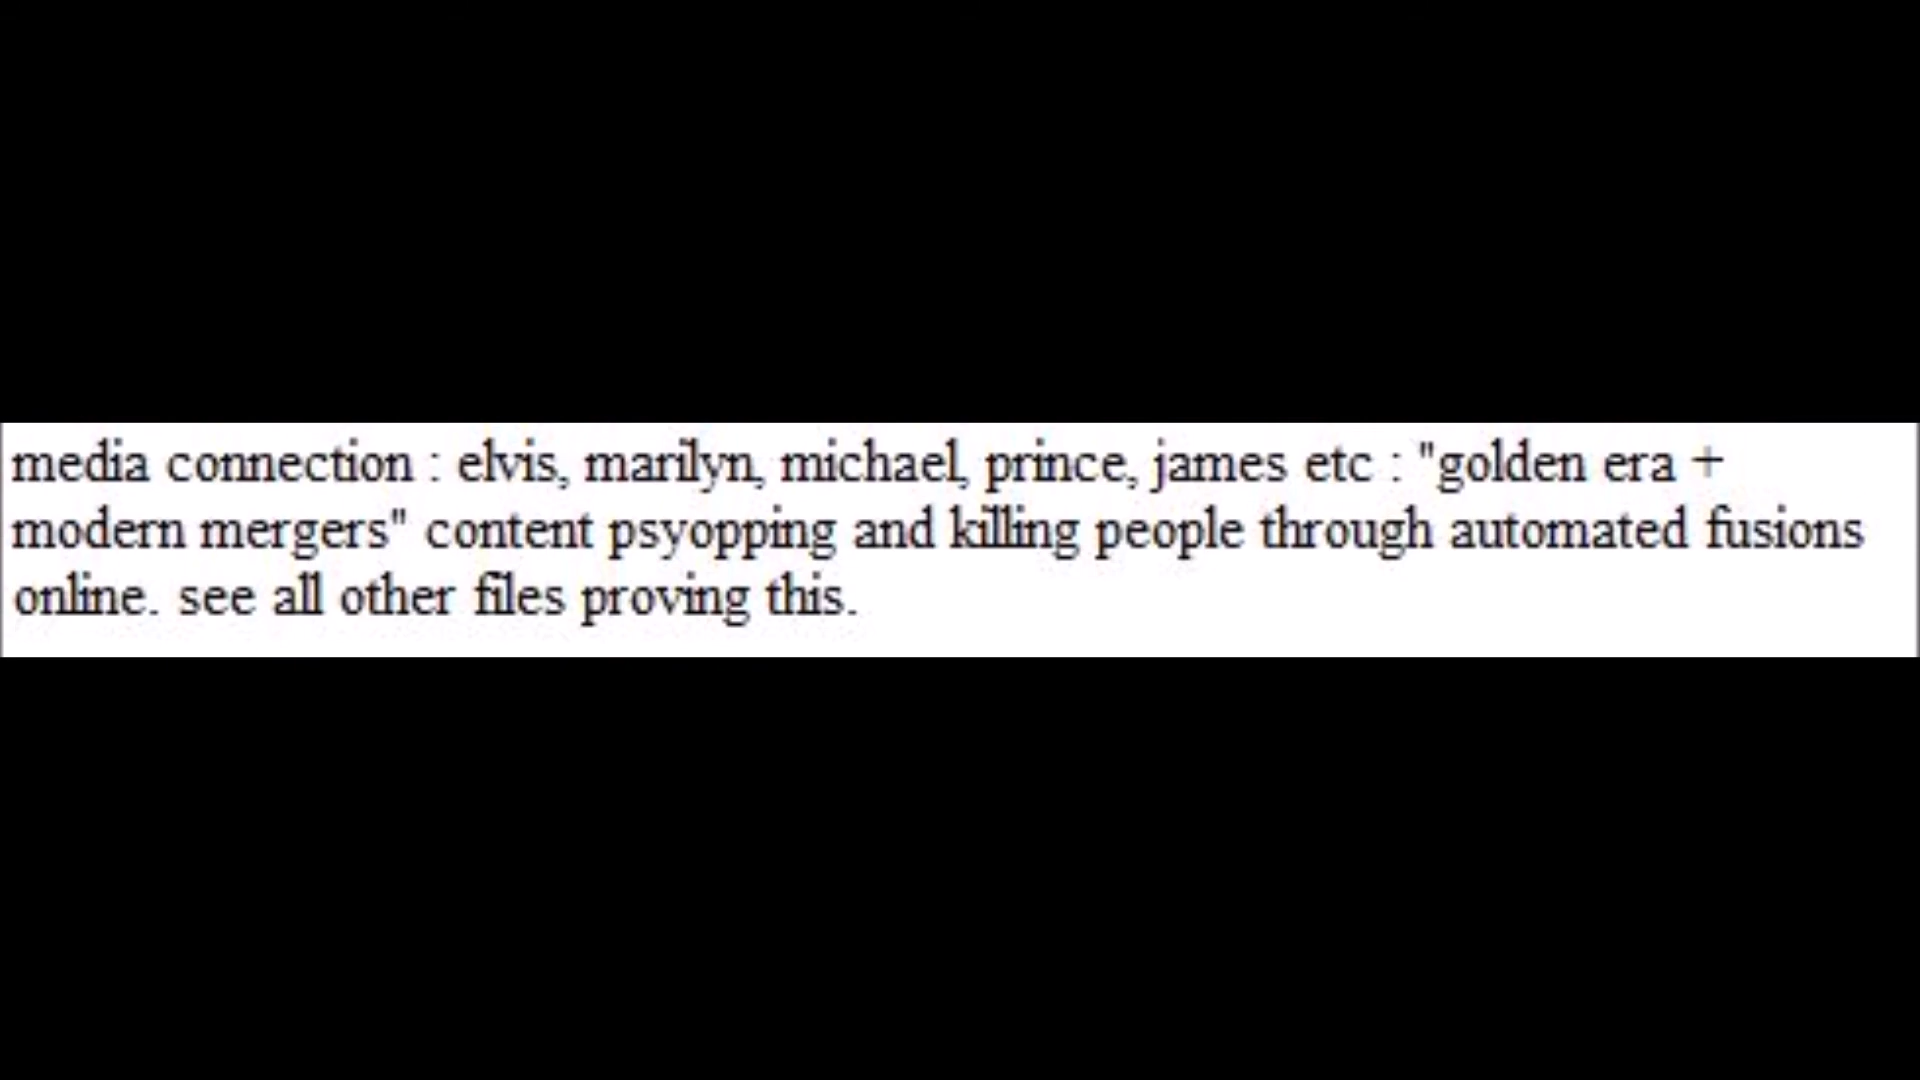 media connection : elvis, marilyn, michael, prince, james etc : "golden era +
modern mergers" content psyopping and killing people through automated fusions
online. see all other files proving this.